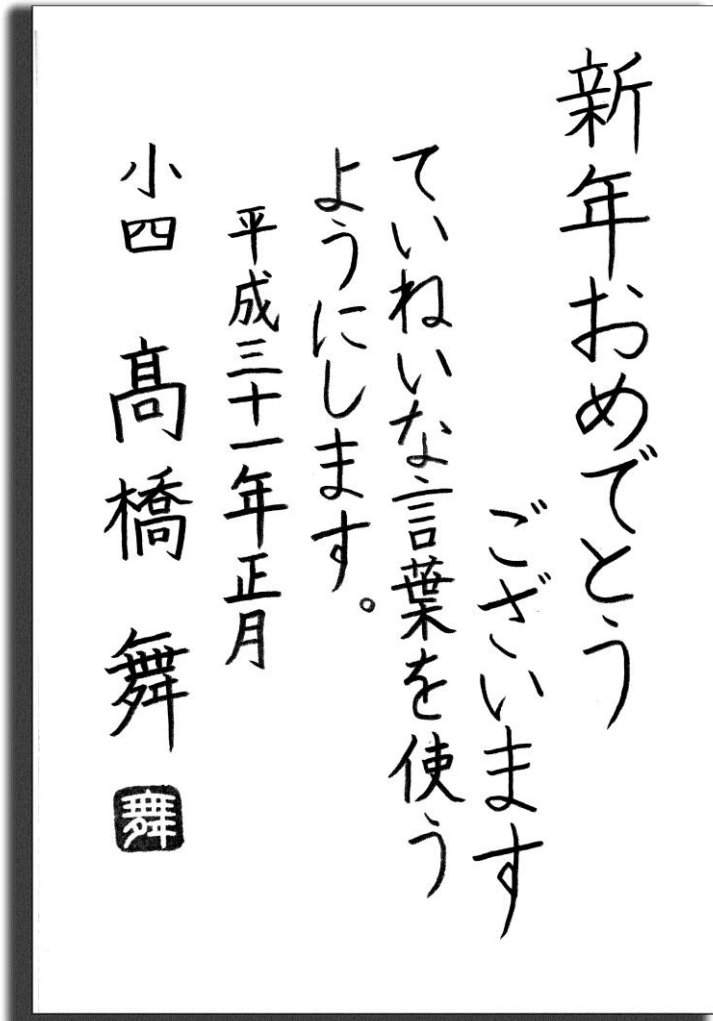 新年おめでとう
ございます
ていねいな言葉を使う
ようにします。
平成三十一年正月
小四 髙橋 舞
舞